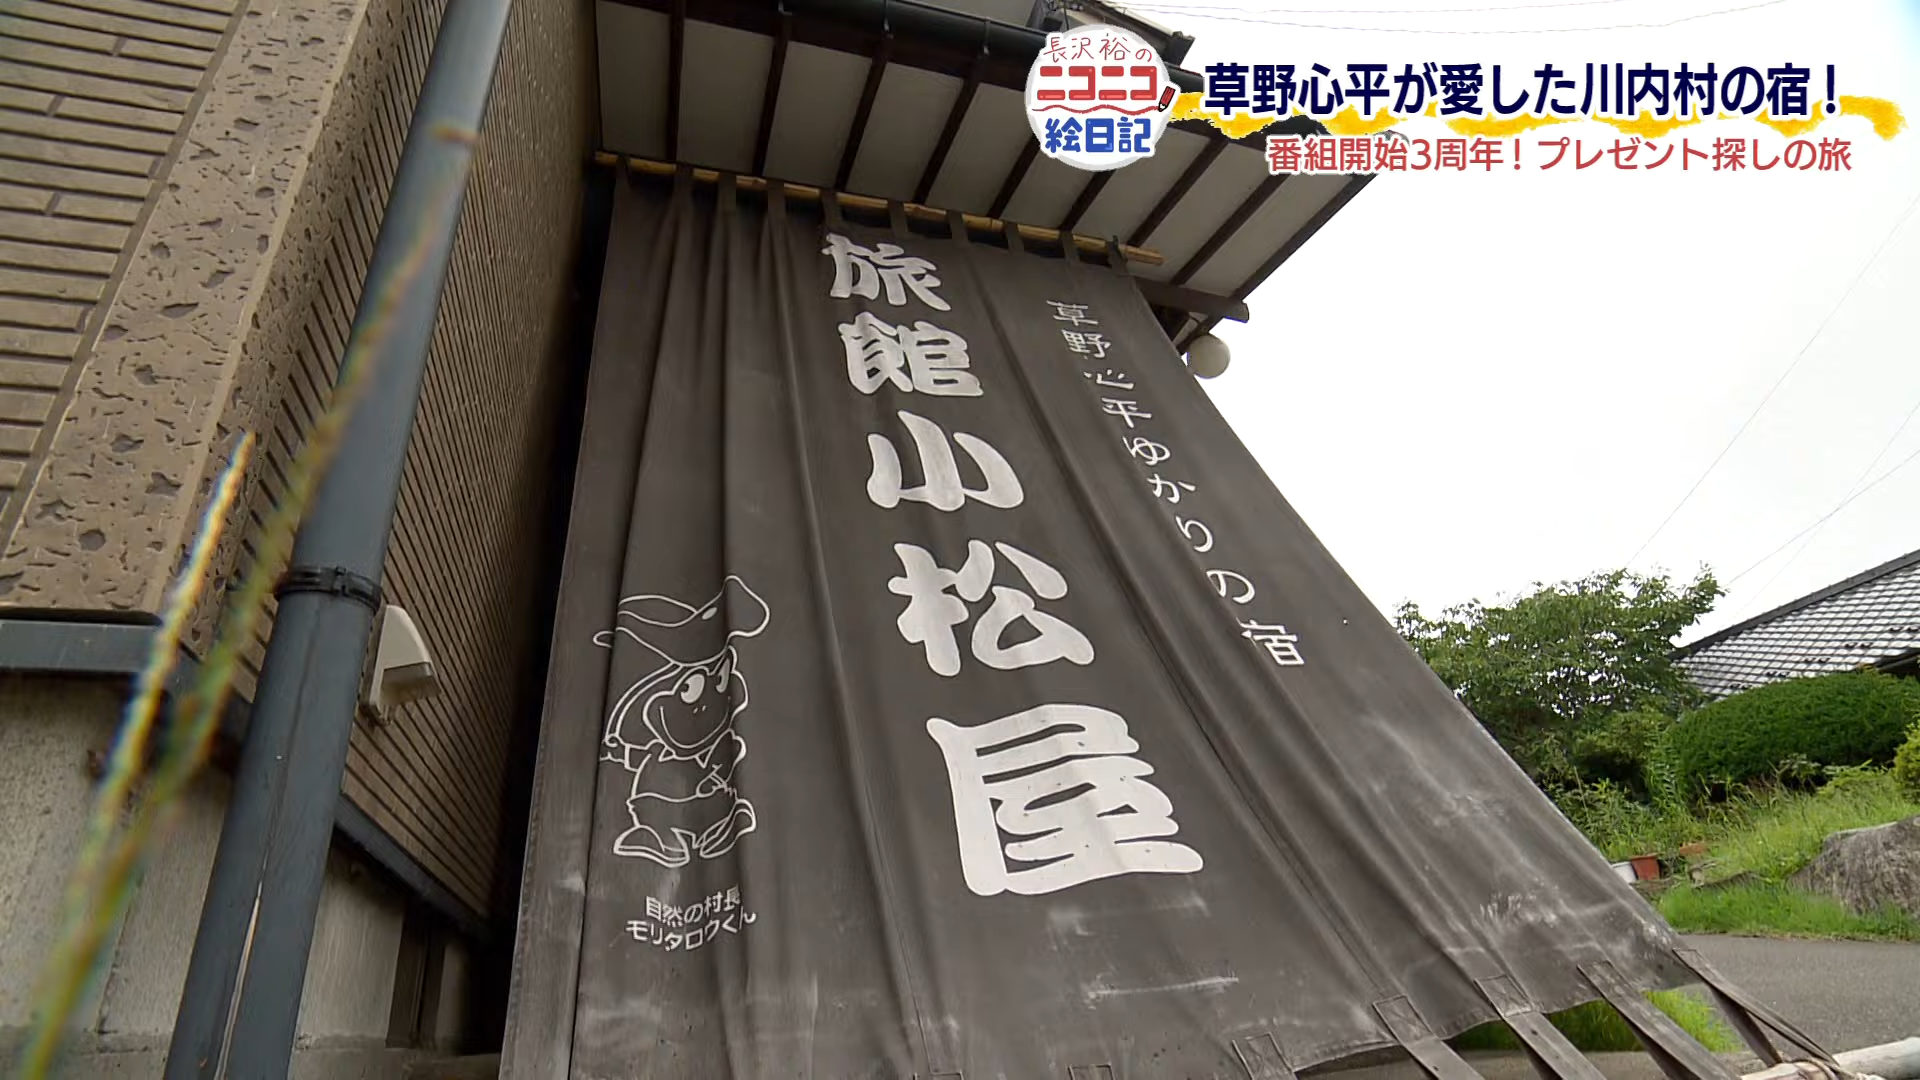 長沢裕の
ニコニコ
絵日記
草野心平が愛した川内村の宿！
番組開始3周年！プレゼント探しの旅
草野心平ゆかりの宿
旅館小松屋
自然の村長
モリタロウくん